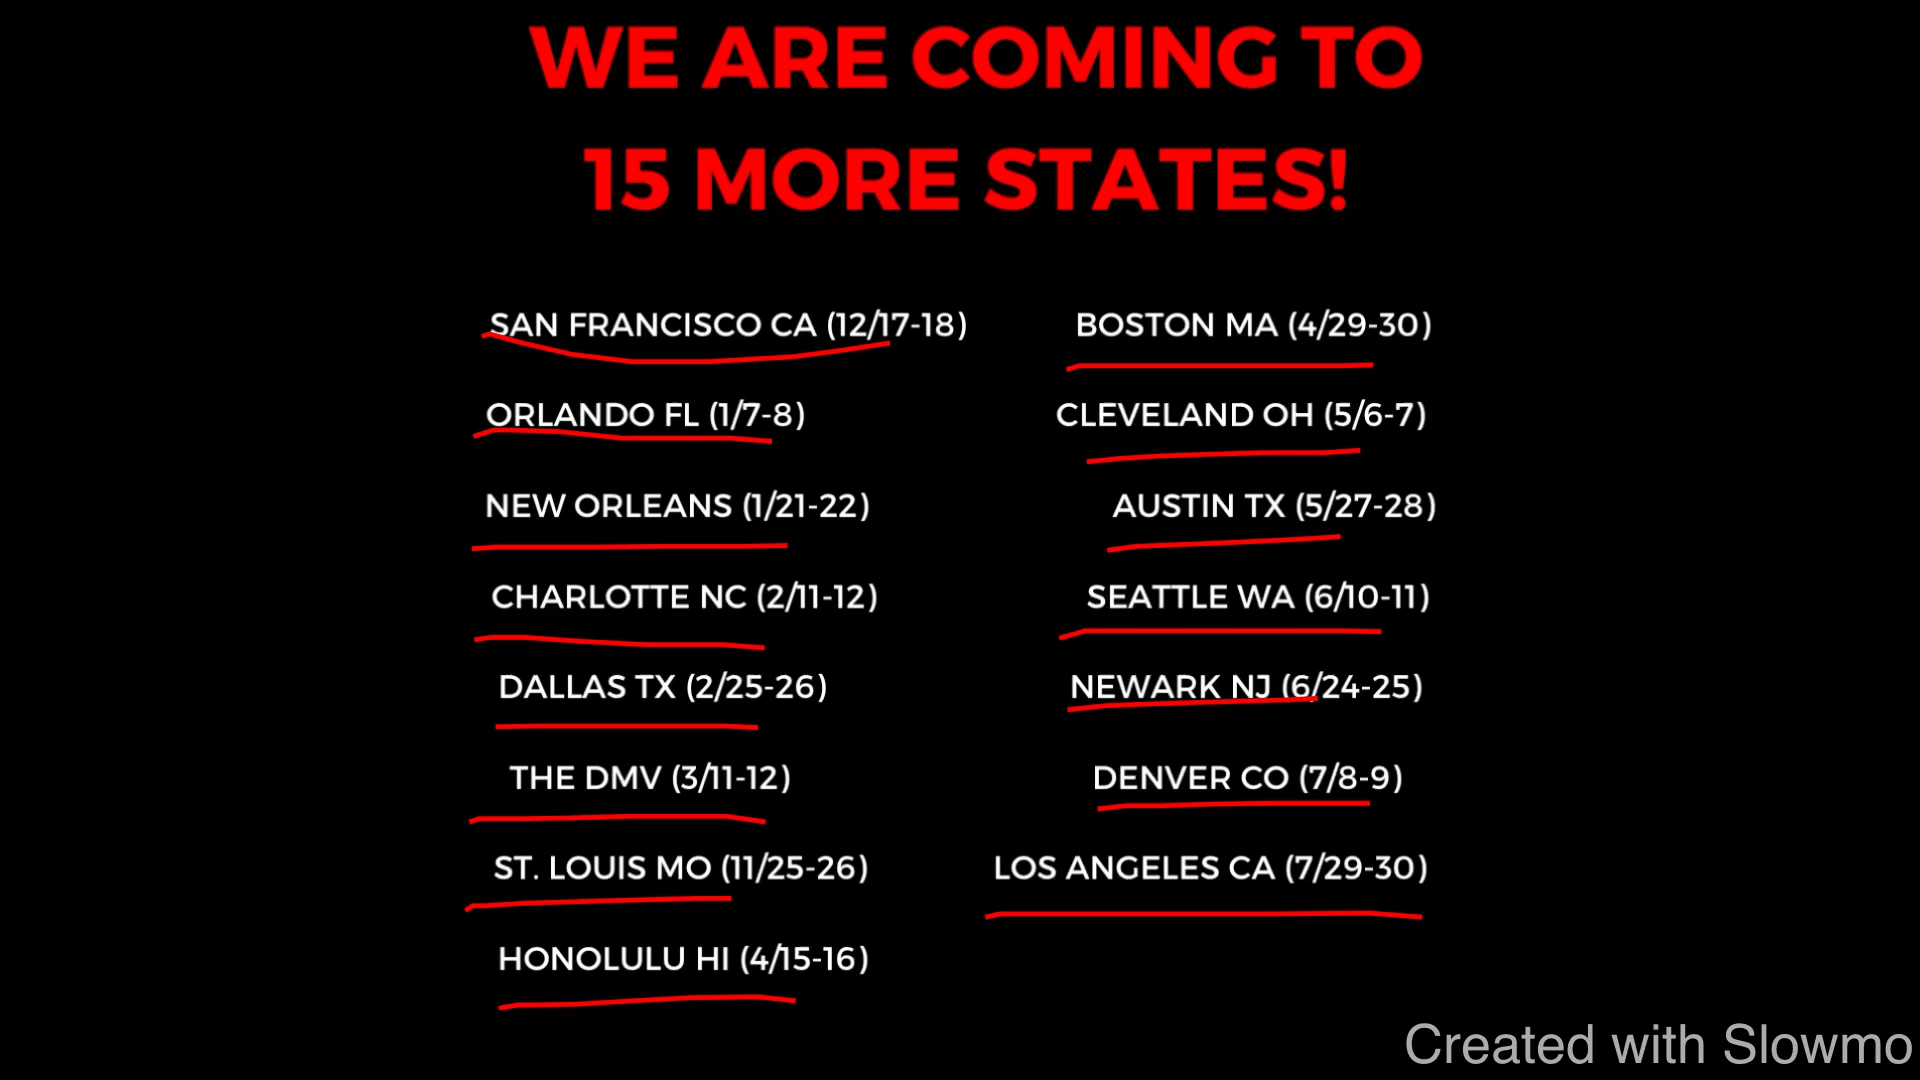 WE ARE COMING TO
15 MORE STATES!
SAN FRANCISCO CA (12/17-18)
ORLANDO FL (1/7-8)
NEW ORLEANS (1/21-22)
CHARLOTTE NC (2/11-12)
DALLAS TX (2/25-26)
THE DMV (3/11-12)
ST. LOUIS MO (11/25-26)
HONOLULU HI (4/15-16)
BOSTON MA (4/29-30)
CLEVELAND OH (5/6-7)
AUSTIN TX (5/27-28)
SEATTLE WA (6/10-11)
NEWARK NJ (6/24-25)
DENVER CO (7/8-9)
LOS ANGELES CA (7/29-30)
Created with Slowmo